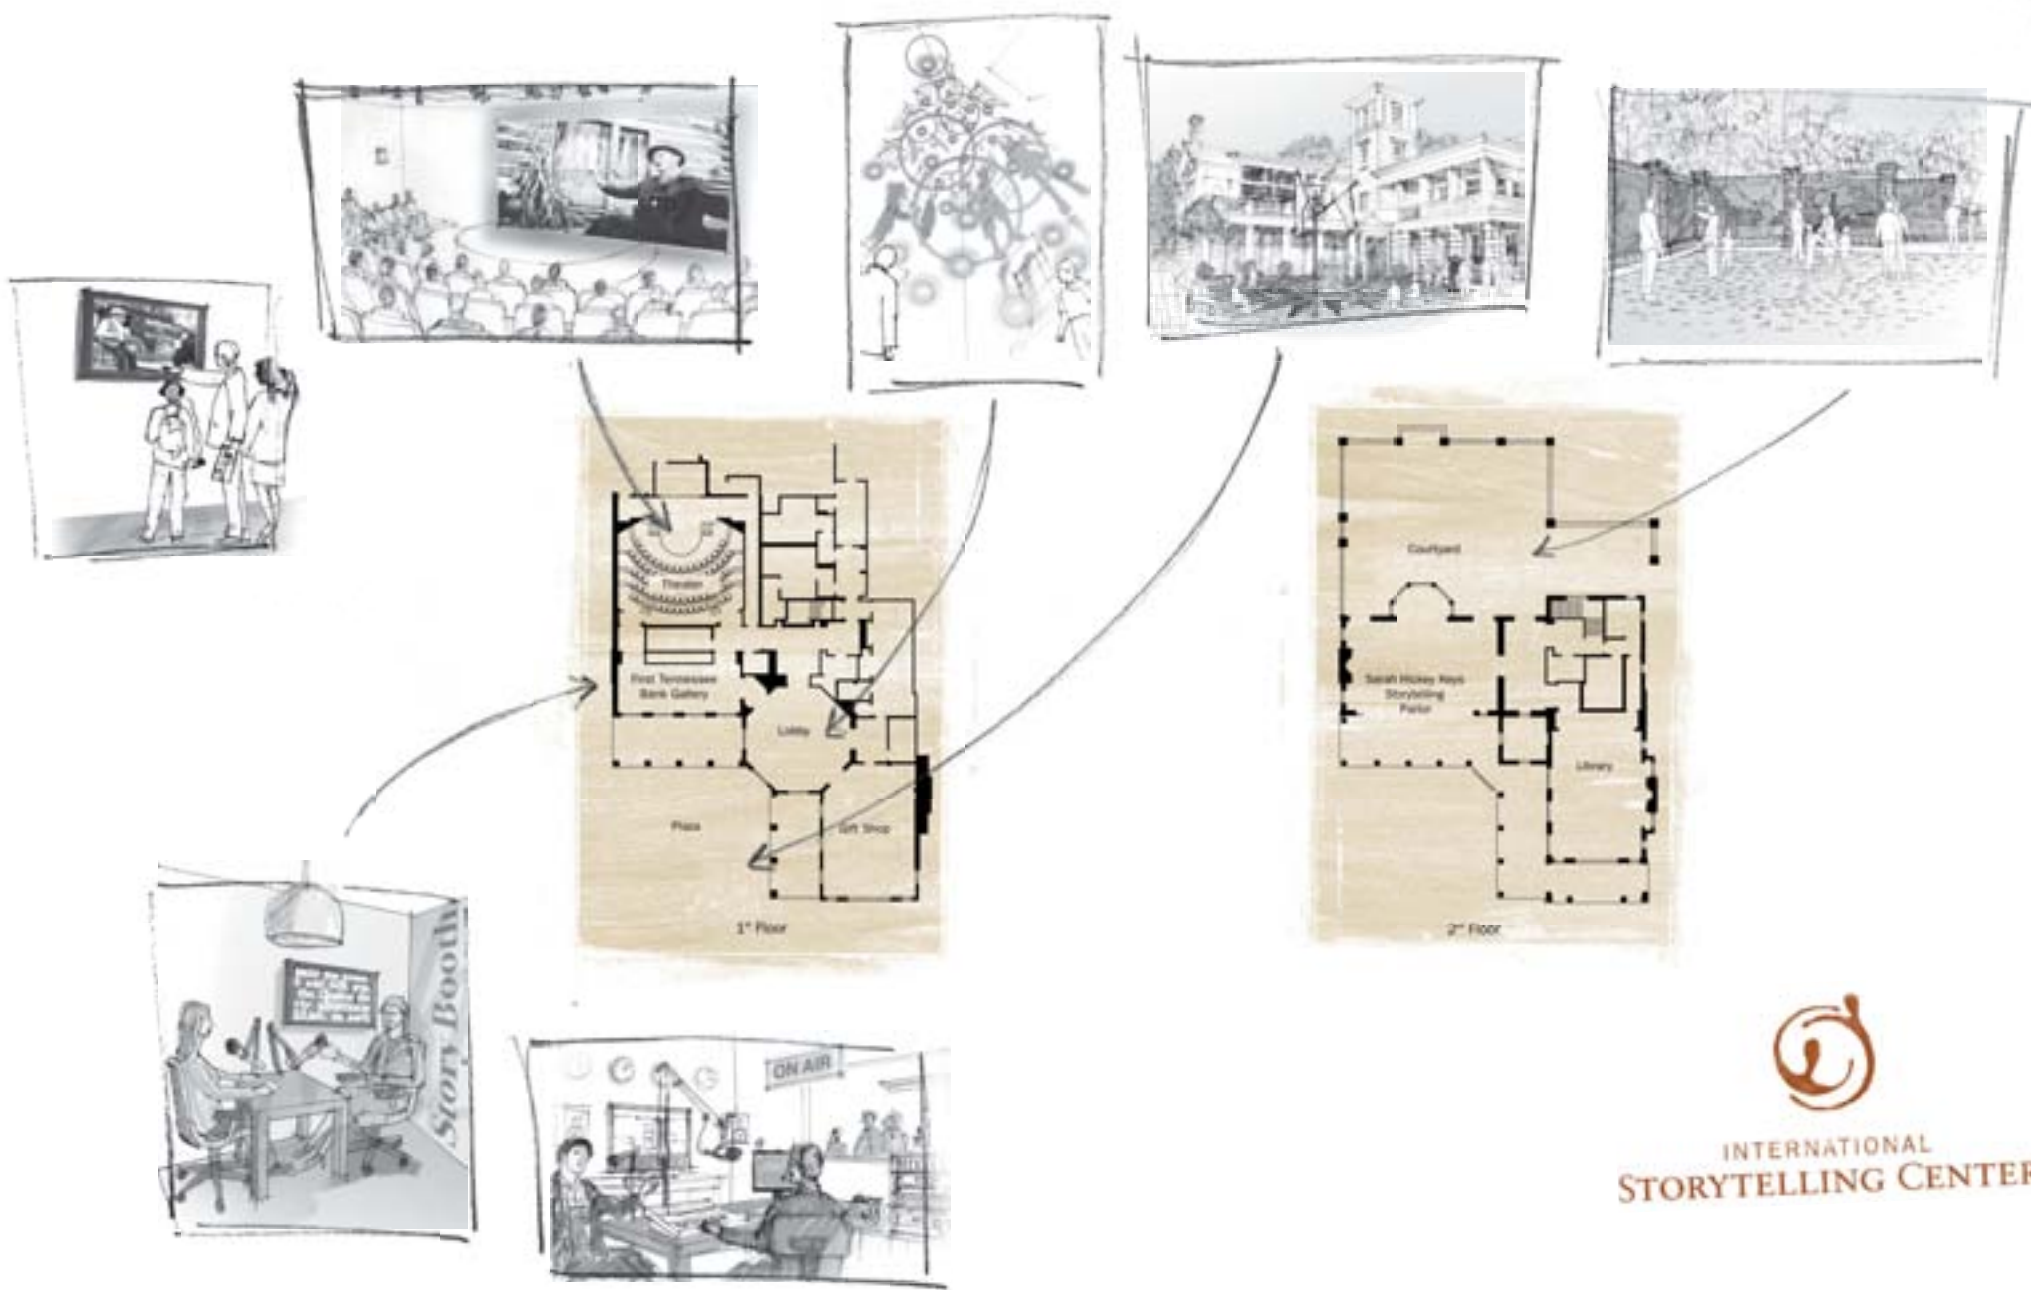 Theater
First Tennessee
Bank Gallery
Lobby
Plaza
Gift Shop
1st Floor
Courtyard
Sarah Hickey Keys
Storytelling
Parlor
Library
2nd Floor
Story Booth
ON AIR
INTERNATIONAL
STORYTELLING CENTER